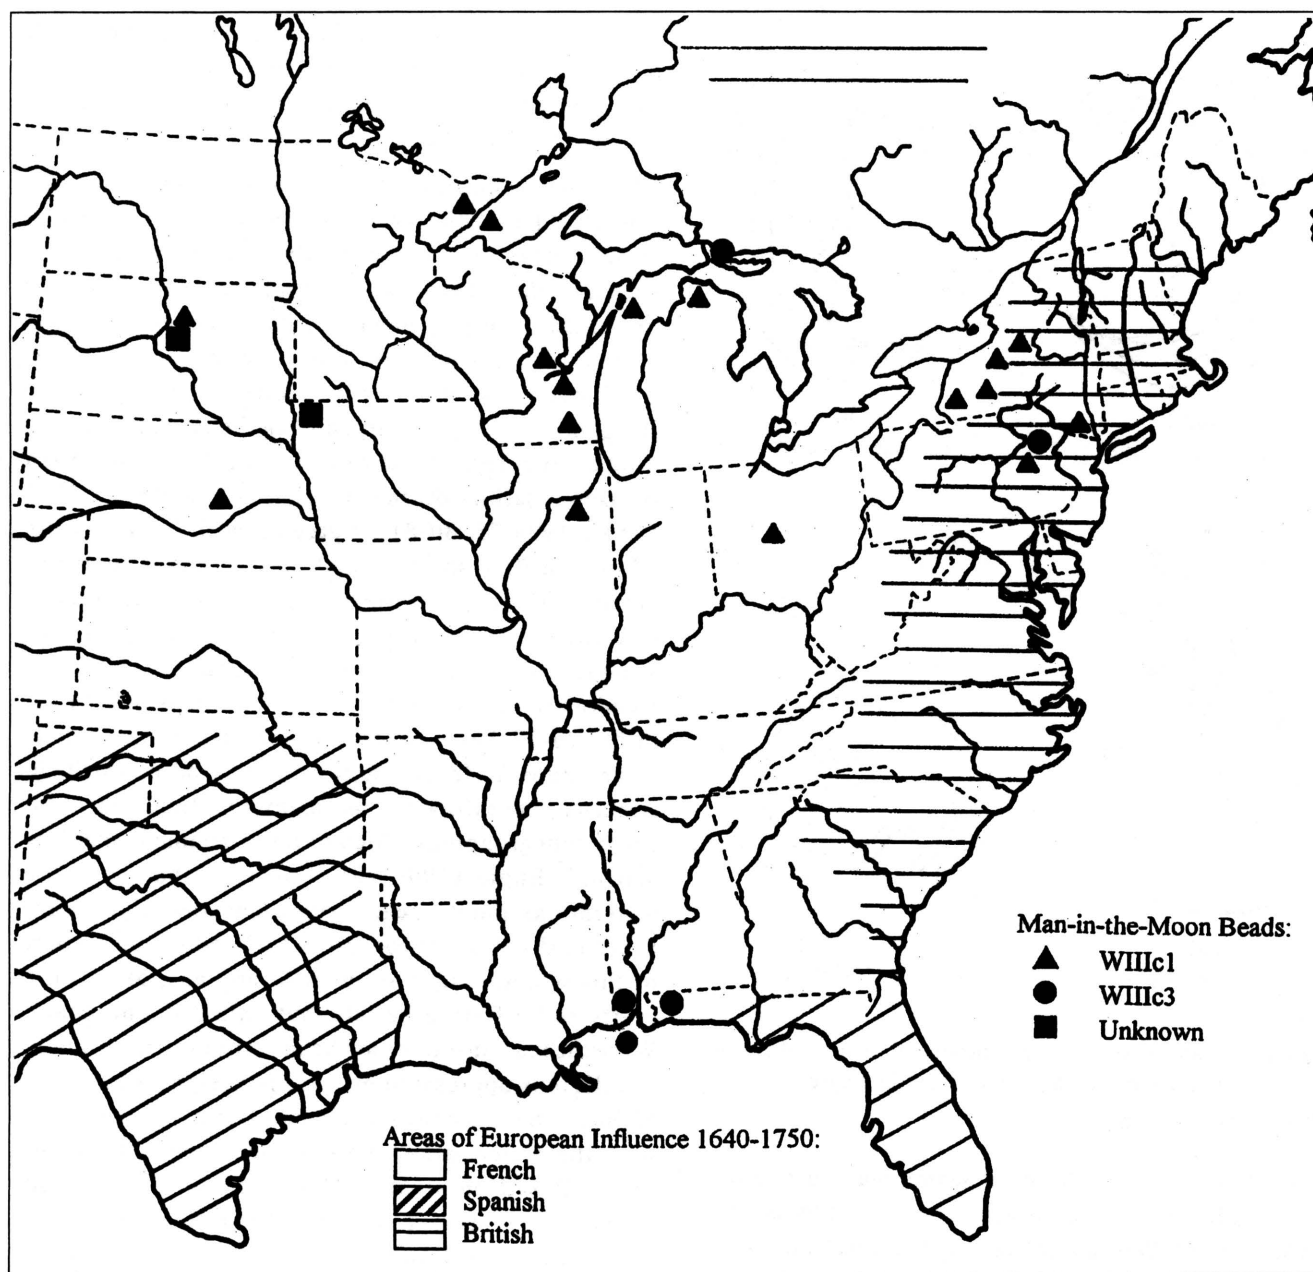 Man-in-the-Moon Beads:
WIIIc1
WIIIc3
Unknown
Areas of European Influence 1640-1750:
French
Spanish
British